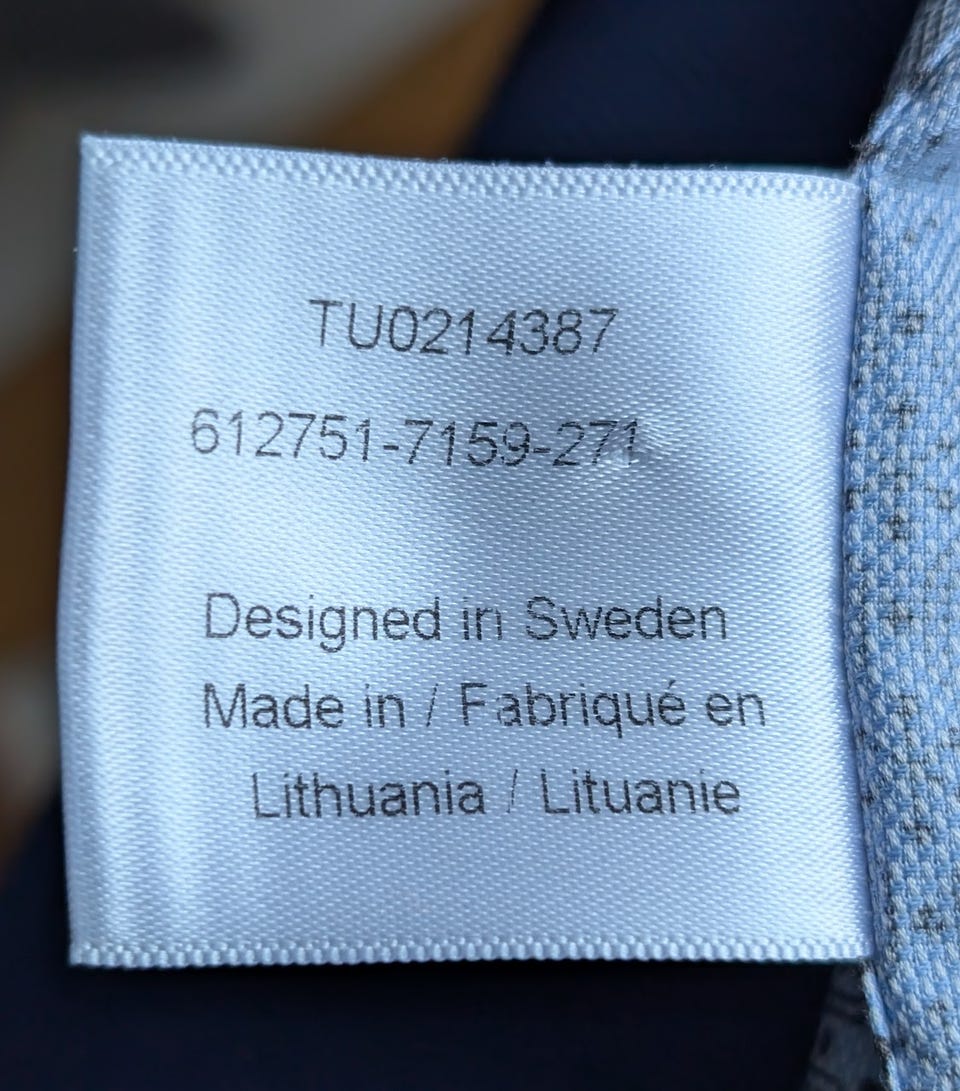 TU0214387
612751-7159-271
Designed in Sweden
Made in / Fabriqué en
Lithuania / Lituanie